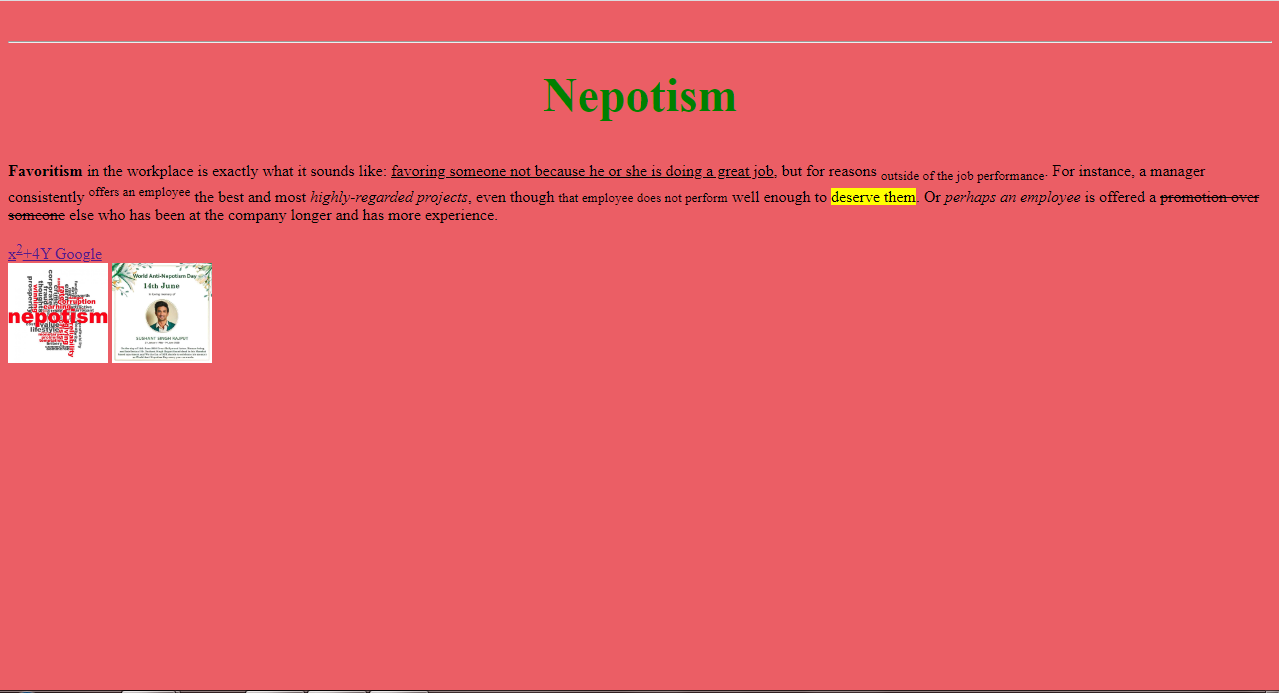 Nepotism
Favoritism in the workplace is exactly what it sounds like: favoring someone not because he or she is doing a great job, but for reasons outside of the job performance. For instance, a manager
consistently offers an employee the best and most highly-regarded projects, even though that employee does not perform well enough to deserve them. Or perhaps an employee is offered a promotion over
someone else who has been at the company longer and has more experience.
x²+4Y Google
nepotism
corruption
lifestyle
value
prosperity
World Anti-Nepotism Day
14th June
In loving memory of
SUSHANT SINGH RAJPUT